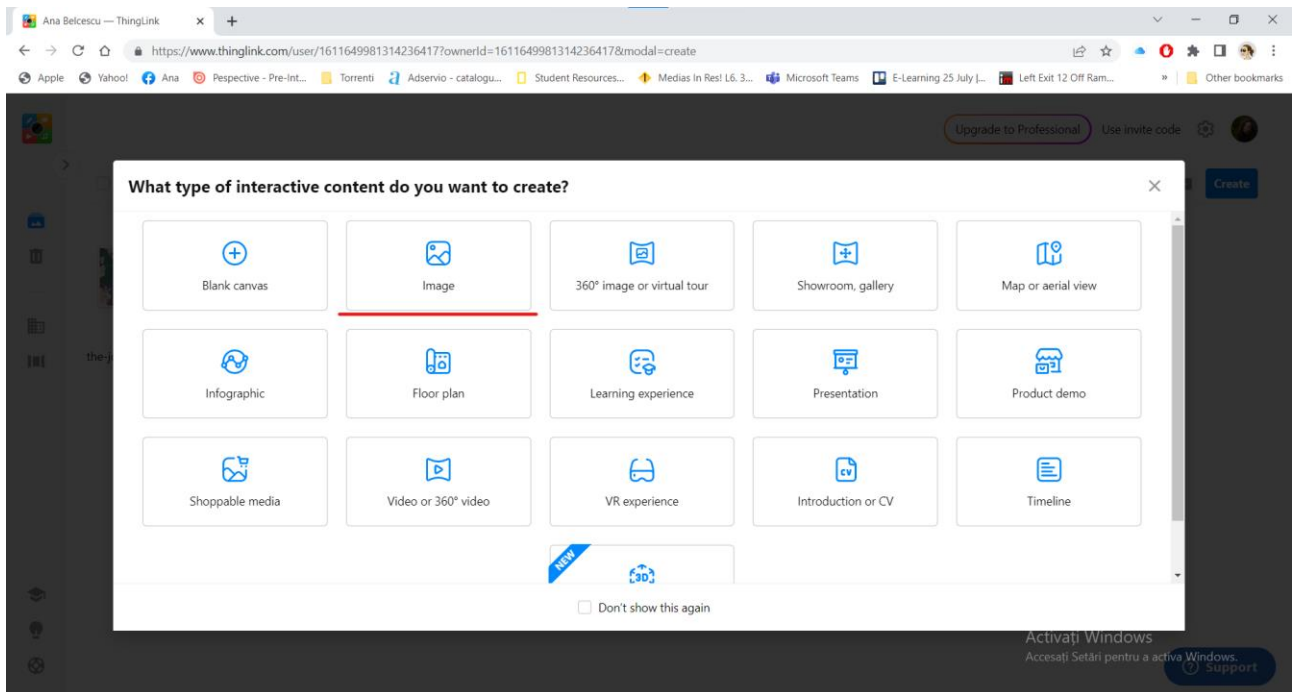 Ana Belcescu — ThingLink
https://www.thinglink.com/user/1611649981314236417?ownerId=1611649981314236417&modal=create
Apple Yahoo! Ana Pespective - Pre-Int... Torrenti Adservio - catalogu... Student Resources... Medias In Res! L6. 3... Microsoft Teams E-Learning 25 July |... Left Exit 12 Off Ram... » Other bookmarks
Upgrade to Professional Use invite code
What type of interactive content do you want to create?
Create
Blank canvas Image 360° image or virtual tour Showroom, gallery Map or aerial view
the-j
Infographic Floor plan Learning experience Presentation Product demo
CV
Shoppable media Video or 360° video VR experience Introduction or CV Timeline
NEW
3D
Don't show this again
Activați Windows
Accesați Setări pentru a activa Windows.
Support